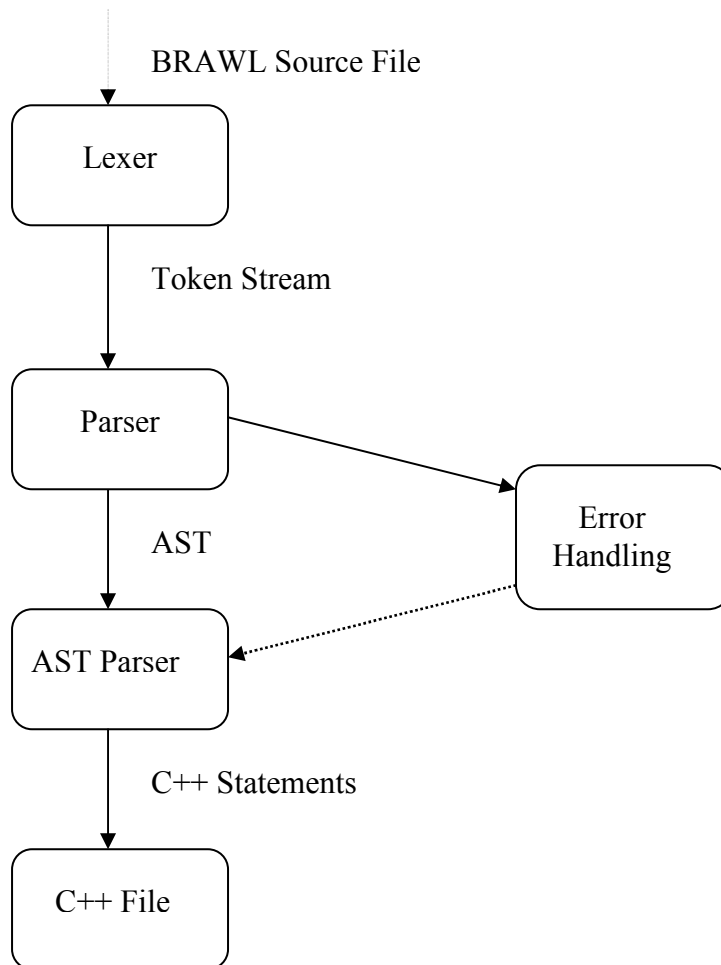 BRAWL Source File
Lexer
Token Stream
Parser
Error
Handling
AST
AST Parser
C++ Statements
C++ File